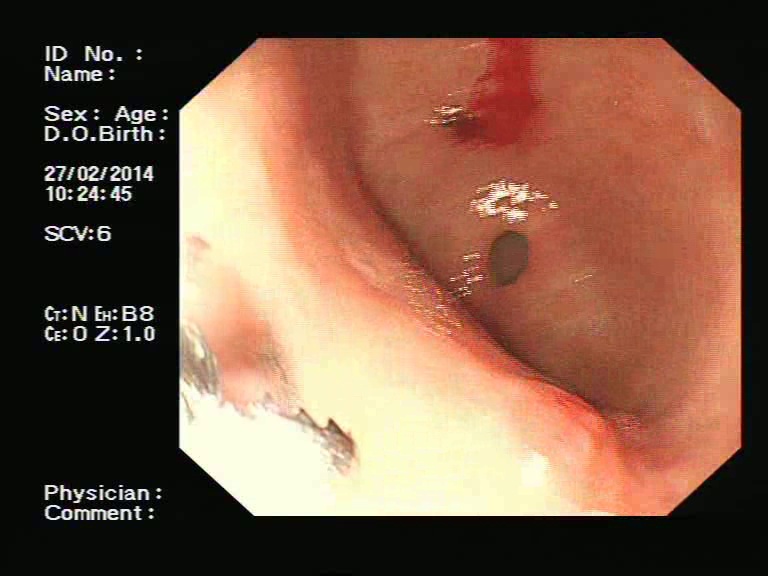 ID No. :
Name:
Sex: Age:
D.O.Birth:
27/02/2014
10:24:45
SCV:6
CT:N EH:B8
CE:0 Z:1.0
Physician:
Comment: